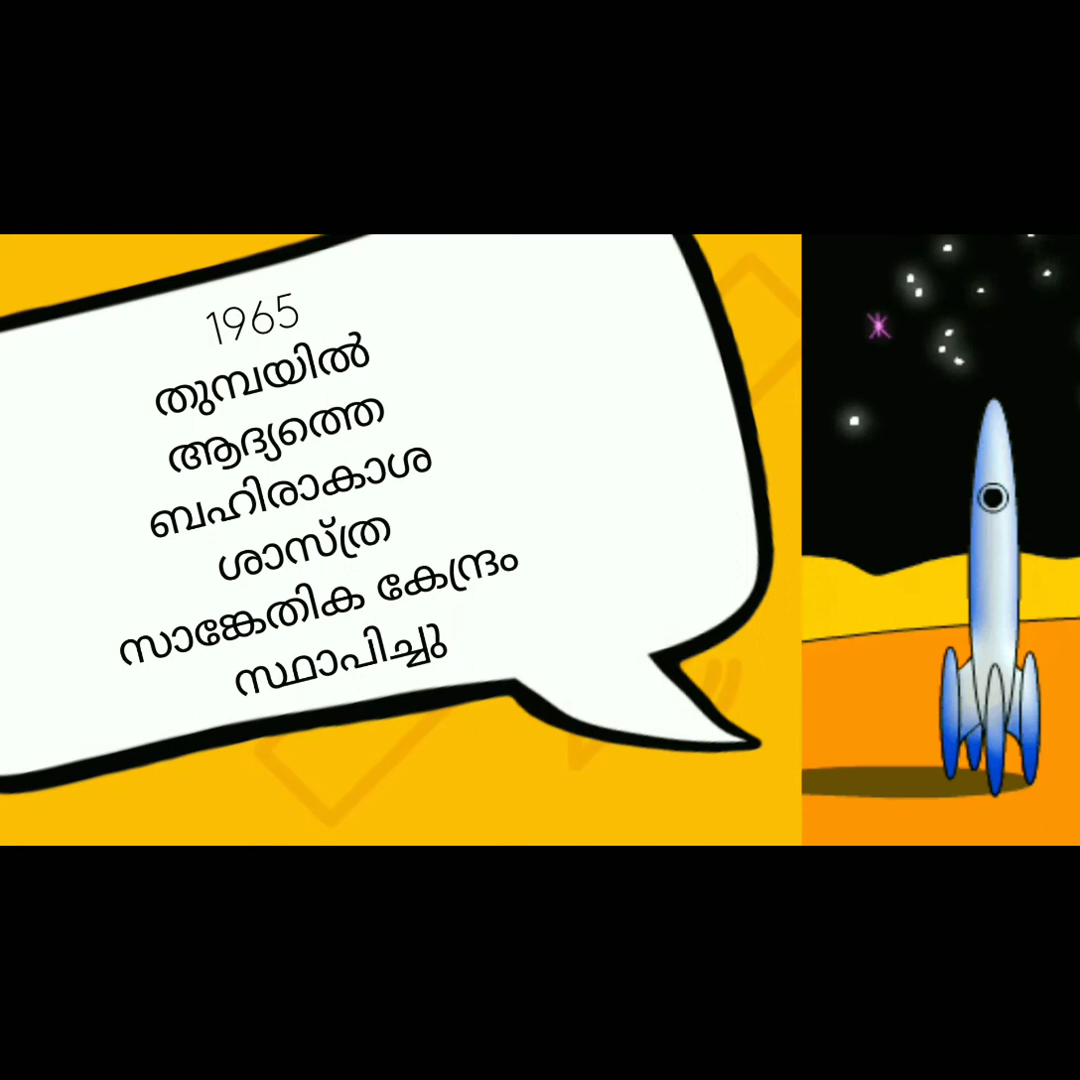 1965
തുമ്പയിൽ
ആദ്യത്തെ
ബഹിരാകാശ
ശാസ്ത്ര
സാങ്കേതിക കേന്ദ്രം
സ്ഥാപിച്ചു